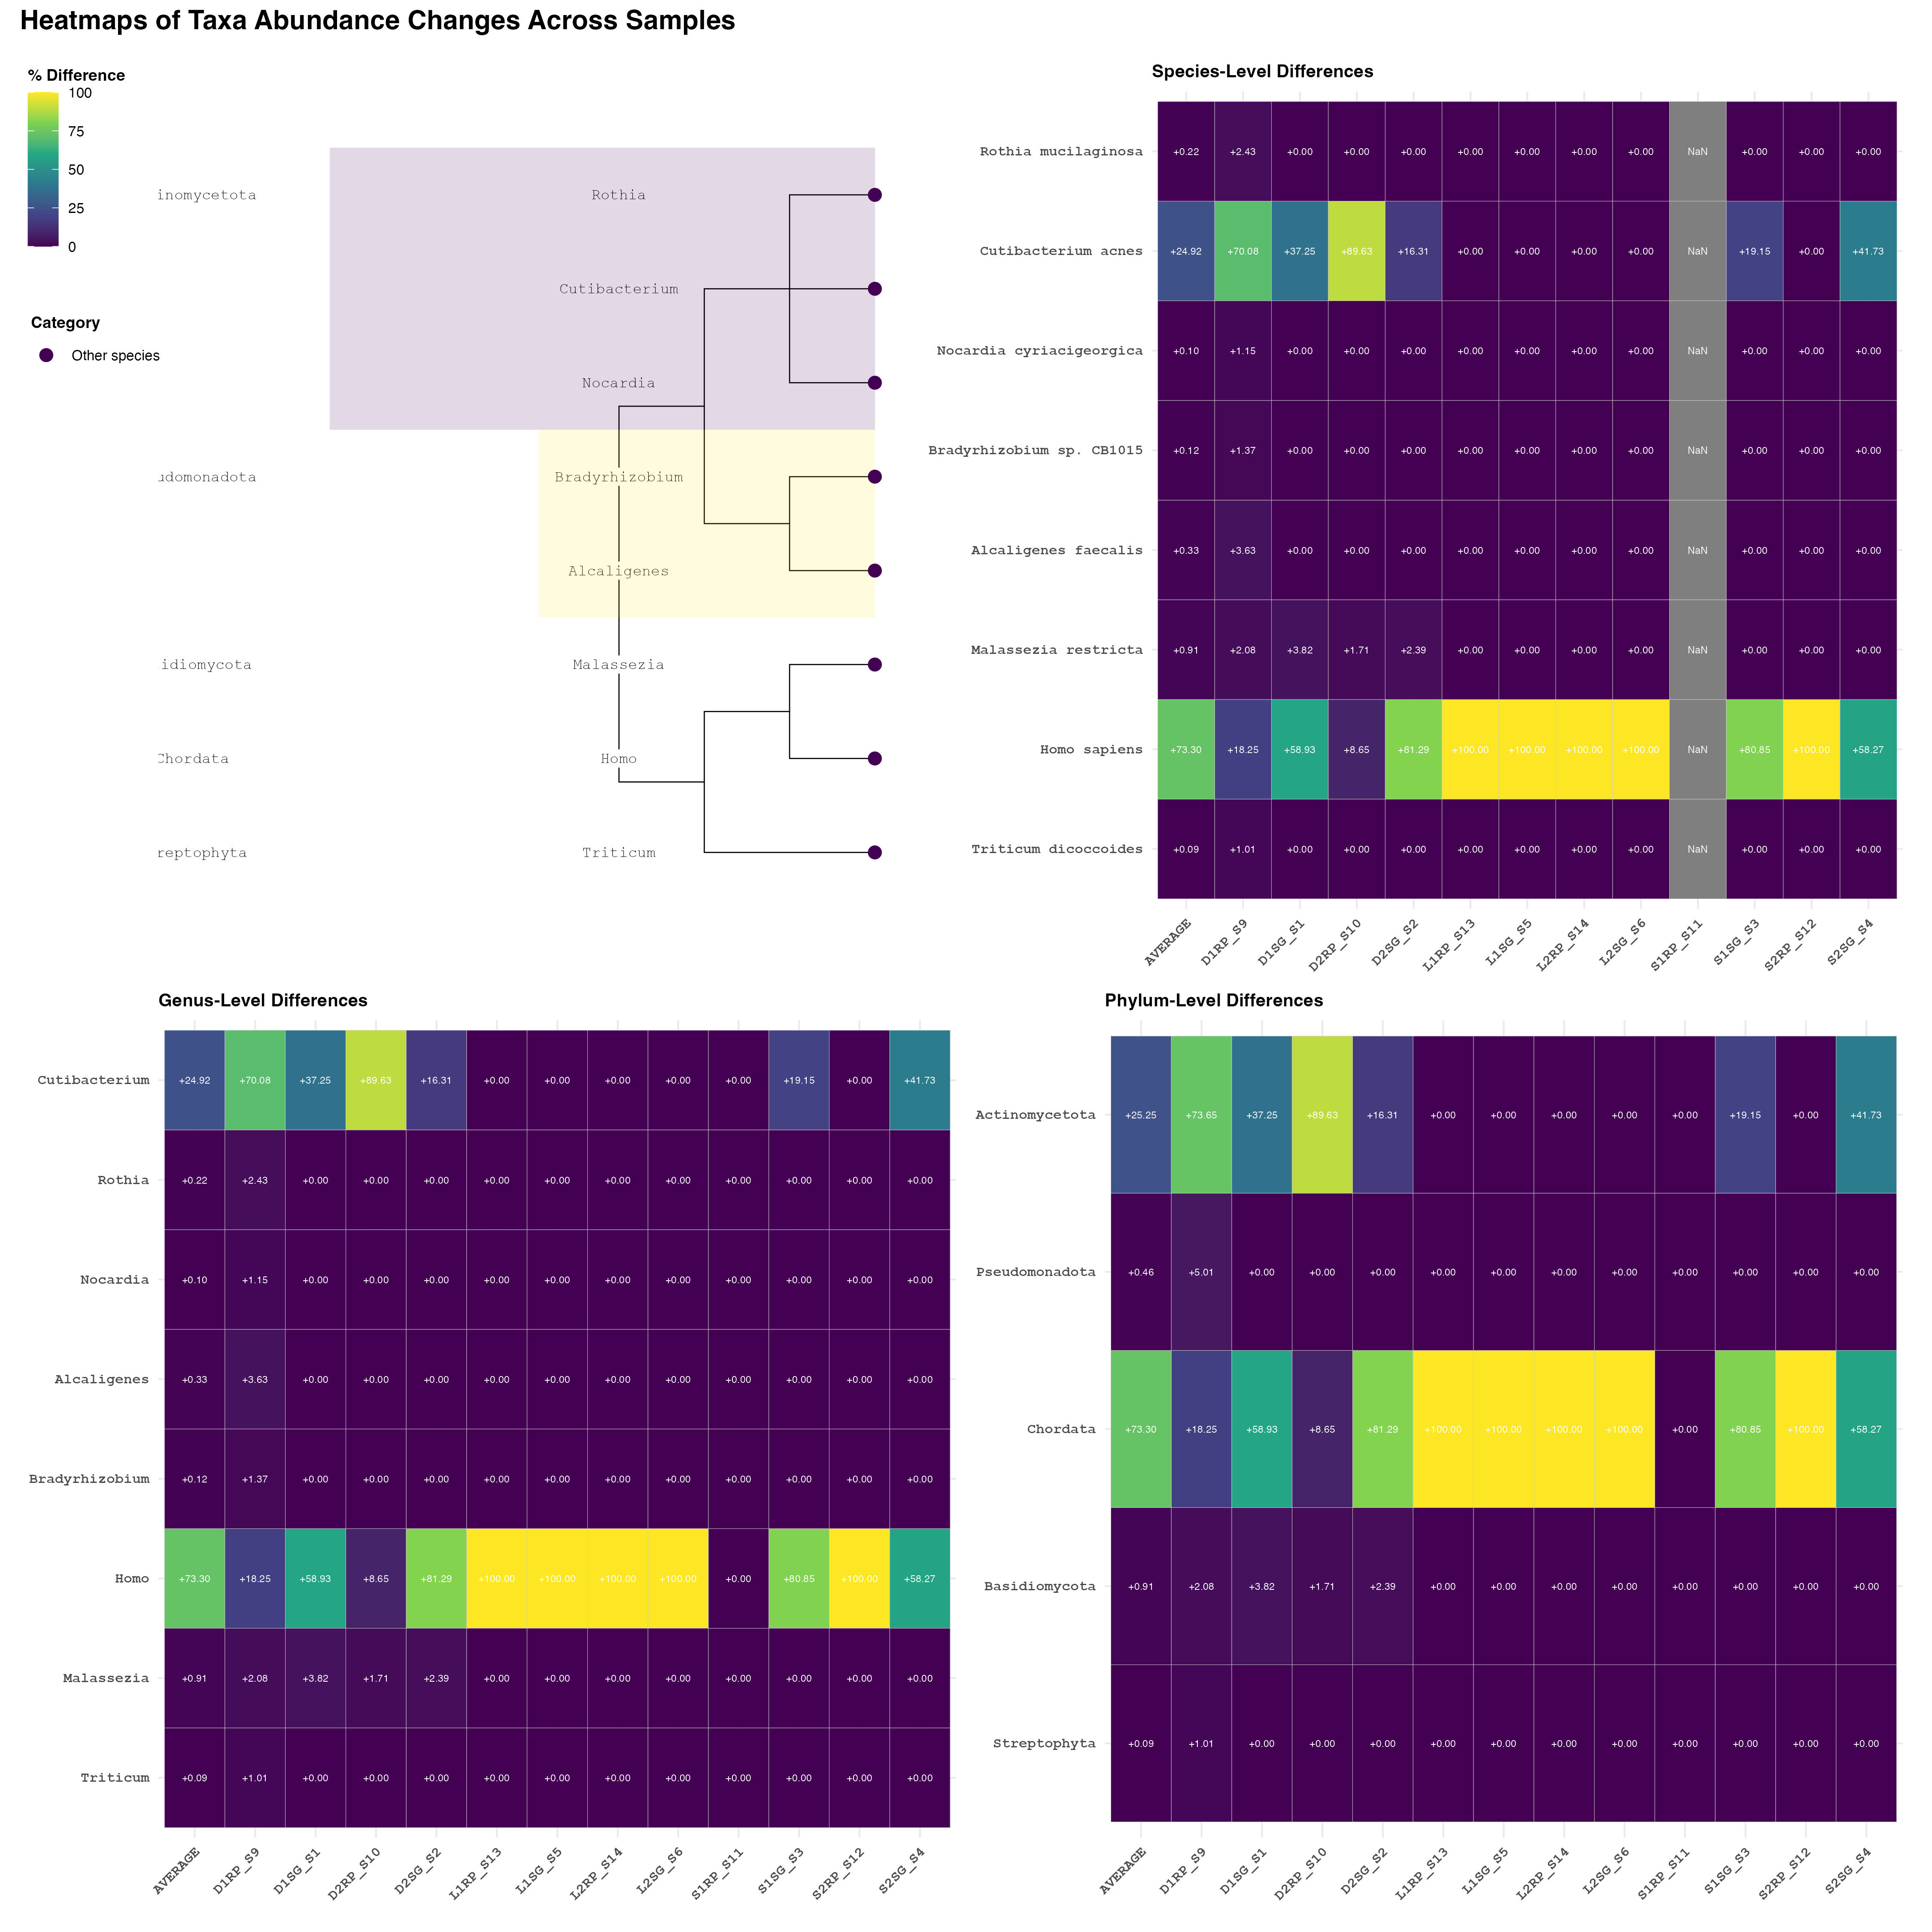 Heatmaps of Taxa Abundance Changes Across Samples
% Difference
100
75
50
25
0
Category
Other species
inomycetota
udomonadota
idiomycota
Chordata
reptophyta
Rothia
Cutibacterium
Nocardia
Bradyrhizobium
Alcaligenes
Malassezia
Homo
Triticum
Species-Level Differences
Rothia mucilaginosa +0.22 +2.43 +0.00 +0.00 +0.00 +0.00 +0.00 +0.00 +0.00 NaN +0.00 +0.00 +0.00
Cutibacterium acnes +24.92 +70.08 +37.25 +89.63 +16.31 +0.00 +0.00 +0.00 +0.00 NaN +19.15 +0.00 +41.73
Nocardia cyriacigeorgica +0.10 +1.15 +0.00 +0.00 +0.00 +0.00 +0.00 +0.00 +0.00 NaN +0.00 +0.00 +0.00
Bradyrhizobium sp. CB1015 +0.12 +1.37 +0.00 +0.00 +0.00 +0.00 +0.00 +0.00 +0.00 NaN +0.00 +0.00 +0.00
Alcaligenes faecalis +0.33 +3.63 +0.00 +0.00 +0.00 +0.00 +0.00 +0.00 +0.00 NaN +0.00 +0.00 +0.00
Malassezia restricta +0.91 +2.08 +3.82 +1.71 +2.39 +0.00 +0.00 +0.00 +0.00 NaN +0.00 +0.00 +0.00
Homo sapiens +73.30 +18.25 +58.93 +8.65 +81.29 +100.00 +100.00 +100.00 +100.00 NaN +80.85 +100.00 +58.27
Triticum dicoccoides +0.09 +1.01 +0.00 +0.00 +0.00 +0.00 +0.00 +0.00 +0.00 NaN +0.00 +0.00 +0.00
AVERAGE D1RP_S9 D1SG_S1 D2RP_S10 D2SG_S2 L1RP_S13 L1SG_S5 L2RP_S14 L2SG_S6 S1RP_S11 S1SG_S3 S2RP_S12 S2SG_S4
Genus-Level Differences
Cutibacterium +24.92 +70.08 +37.25 +89.63 +16.31 +0.00 +0.00 +0.00 +0.00 +0.00 +19.15 +0.00 +41.73
Rothia +0.22 +2.43 +0.00 +0.00 +0.00 +0.00 +0.00 +0.00 +0.00 +0.00 +0.00 +0.00 +0.00
Nocardia +0.10 +1.15 +0.00 +0.00 +0.00 +0.00 +0.00 +0.00 +0.00 +0.00 +0.00 +0.00 +0.00
Alcaligenes +0.33 +3.63 +0.00 +0.00 +0.00 +0.00 +0.00 +0.00 +0.00 +0.00 +0.00 +0.00 +0.00
Bradyrhizobium +0.12 +1.37 +0.00 +0.00 +0.00 +0.00 +0.00 +0.00 +0.00 +0.00 +0.00 +0.00 +0.00
Homo +73.30 +18.25 +58.93 +8.65 +81.29 +100.00 +100.00 +100.00 +100.00 +0.00 +80.85 +100.00 +58.27
Malassezia +0.91 +2.08 +3.82 +1.71 +2.39 +0.00 +0.00 +0.00 +0.00 +0.00 +0.00 +0.00 +0.00
Triticum +0.09 +1.01 +0.00 +0.00 +0.00 +0.00 +0.00 +0.00 +0.00 +0.00 +0.00 +0.00 +0.00
AVERAGE D1RP_S9 D1SG_S1 D2RP_S10 D2SG_S2 L1RP_S13 L1SG_S5 L2RP_S14 L2SG_S6 S1RP_S11 S1SG_S3 S2RP_S12 S2SG_S4
Phylum-Level Differences
Actinomycetota +25.25 +73.65 +37.25 +89.63 +16.31 +0.00 +0.00 +0.00 +0.00 +0.00 +19.15 +0.00 +41.73
Pseudomonadota +0.46 +5.01 +0.00 +0.00 +0.00 +0.00 +0.00 +0.00 +0.00 +0.00 +0.00 +0.00 +0.00
Chordata +73.30 +18.25 +58.93 +8.65 +81.29 +100.00 +100.00 +100.00 +100.00 +0.00 +80.85 +100.00 +58.27
Basidiomycota +0.91 +2.08 +3.82 +1.71 +2.39 +0.00 +0.00 +0.00 +0.00 +0.00 +0.00 +0.00 +0.00
Streptophyta +0.09 +1.01 +0.00 +0.00 +0.00 +0.00 +0.00 +0.00 +0.00 +0.00 +0.00 +0.00 +0.00
AVERAGE D1RP_S9 D1SG_S1 D2RP_S10 D2SG_S2 L1RP_S13 L1SG_S5 L2RP_S14 L2SG_S6 S1RP_S11 S1SG_S3 S2RP_S12 S2SG_S4